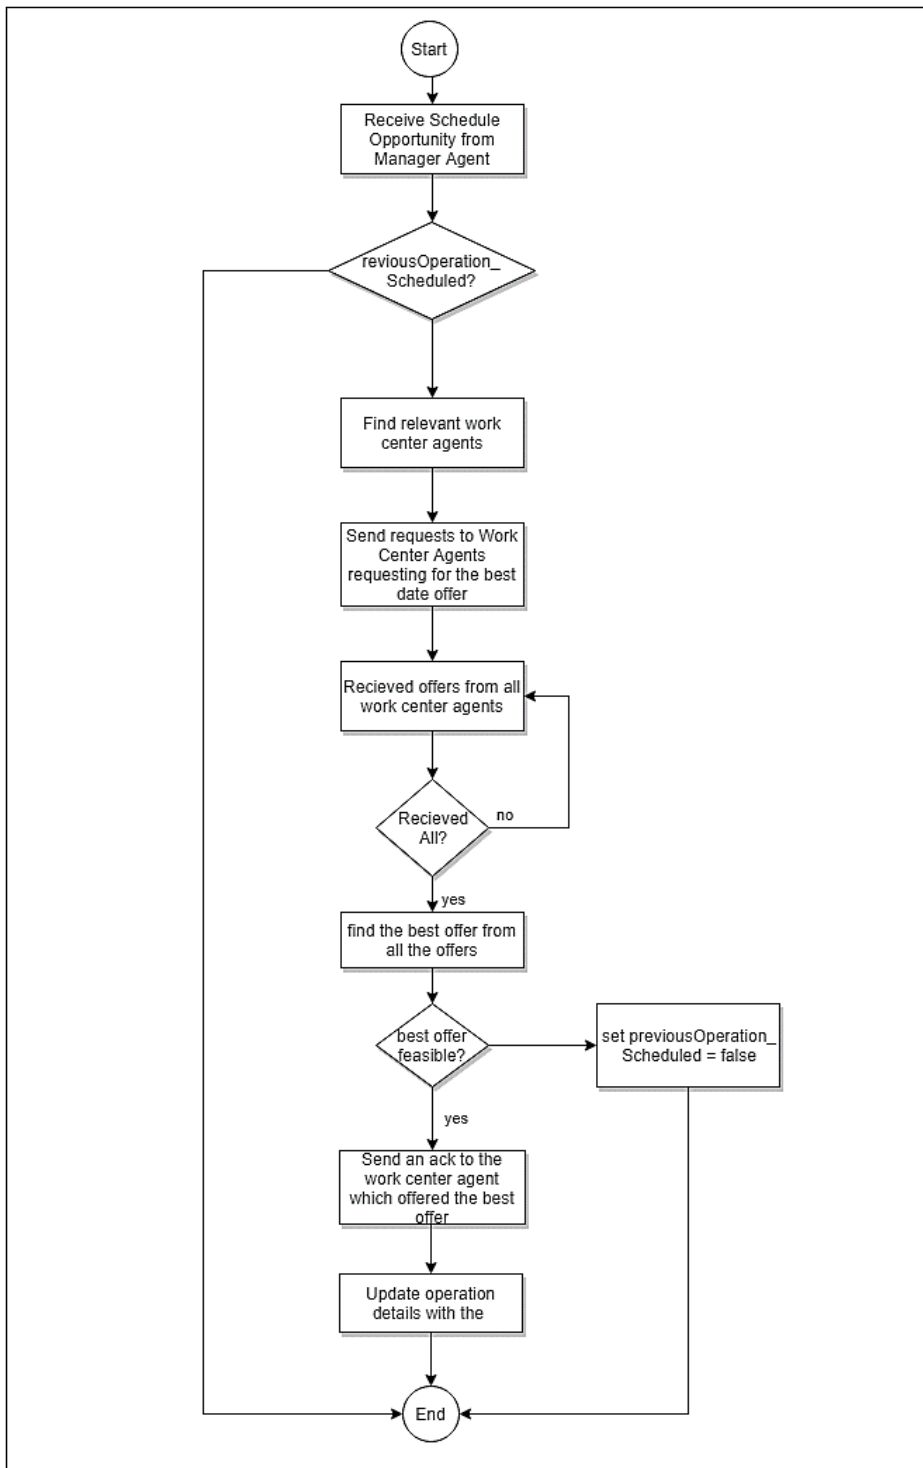 Start
Receive Schedule
Opportunity from
Manager Agent
reviousOperation_
Scheduled?
Find relevant work
center agents
Send requests to Work
Center Agents
requesting for the best
date offer
Recieved offers from all
work center agents
Recieved
All?
no
yes
find the best offer from
all the offers
best offer
feasible?
set previousOperation_
Scheduled = false
yes
Send an ack to the
work center agent
which offered the best
offer
Update operation
details with the
End